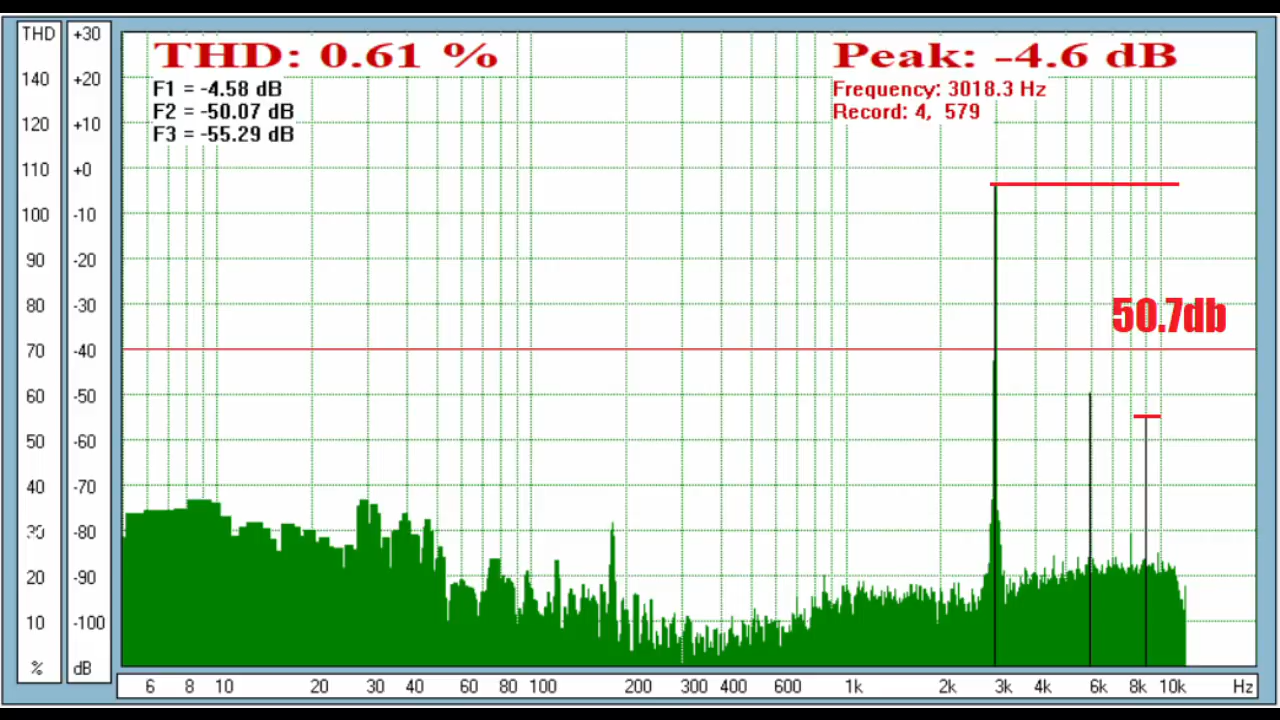 THD: 0.61 %
F1 = -4.58 dB
F2 = -50.07 dB
F3 = -55.29 dB
Peak: -4.6 dB
Frequency: 3018.3 Hz
Record: 4, 579
50.7db
THD +30
140 +20
120 +10
110 +0
100 -10
90 -20
80 -30
70 -40
60 -50
50 -60
40 -70
-80
20 -90
10 -100
% dB
6 8 10 20 30 40 60 80 100 200 300 400 600 1k 2k 3k 4k 6k 8k 10k Hz